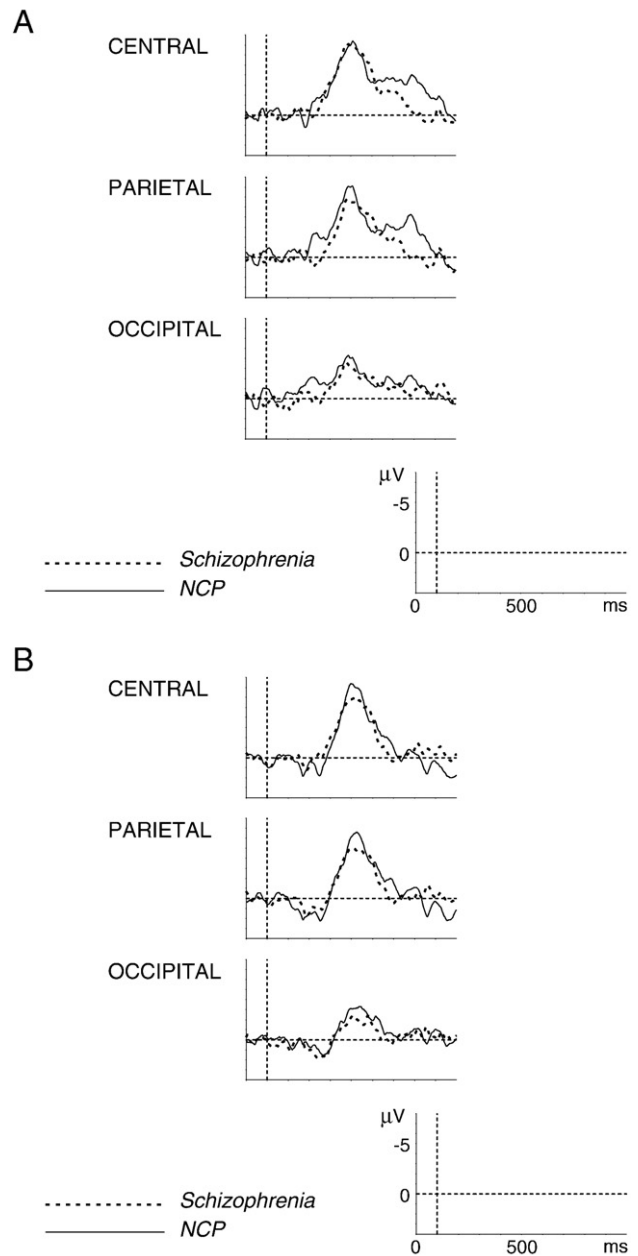 A
CENTRAL
PARIETAL
OCCIPITAL
µV
-5
0
0 500 ms
Schizophrenia
NCP
B
CENTRAL
PARIETAL
OCCIPITAL
µV
-5
0
0 500 ms
Schizophrenia
NCP